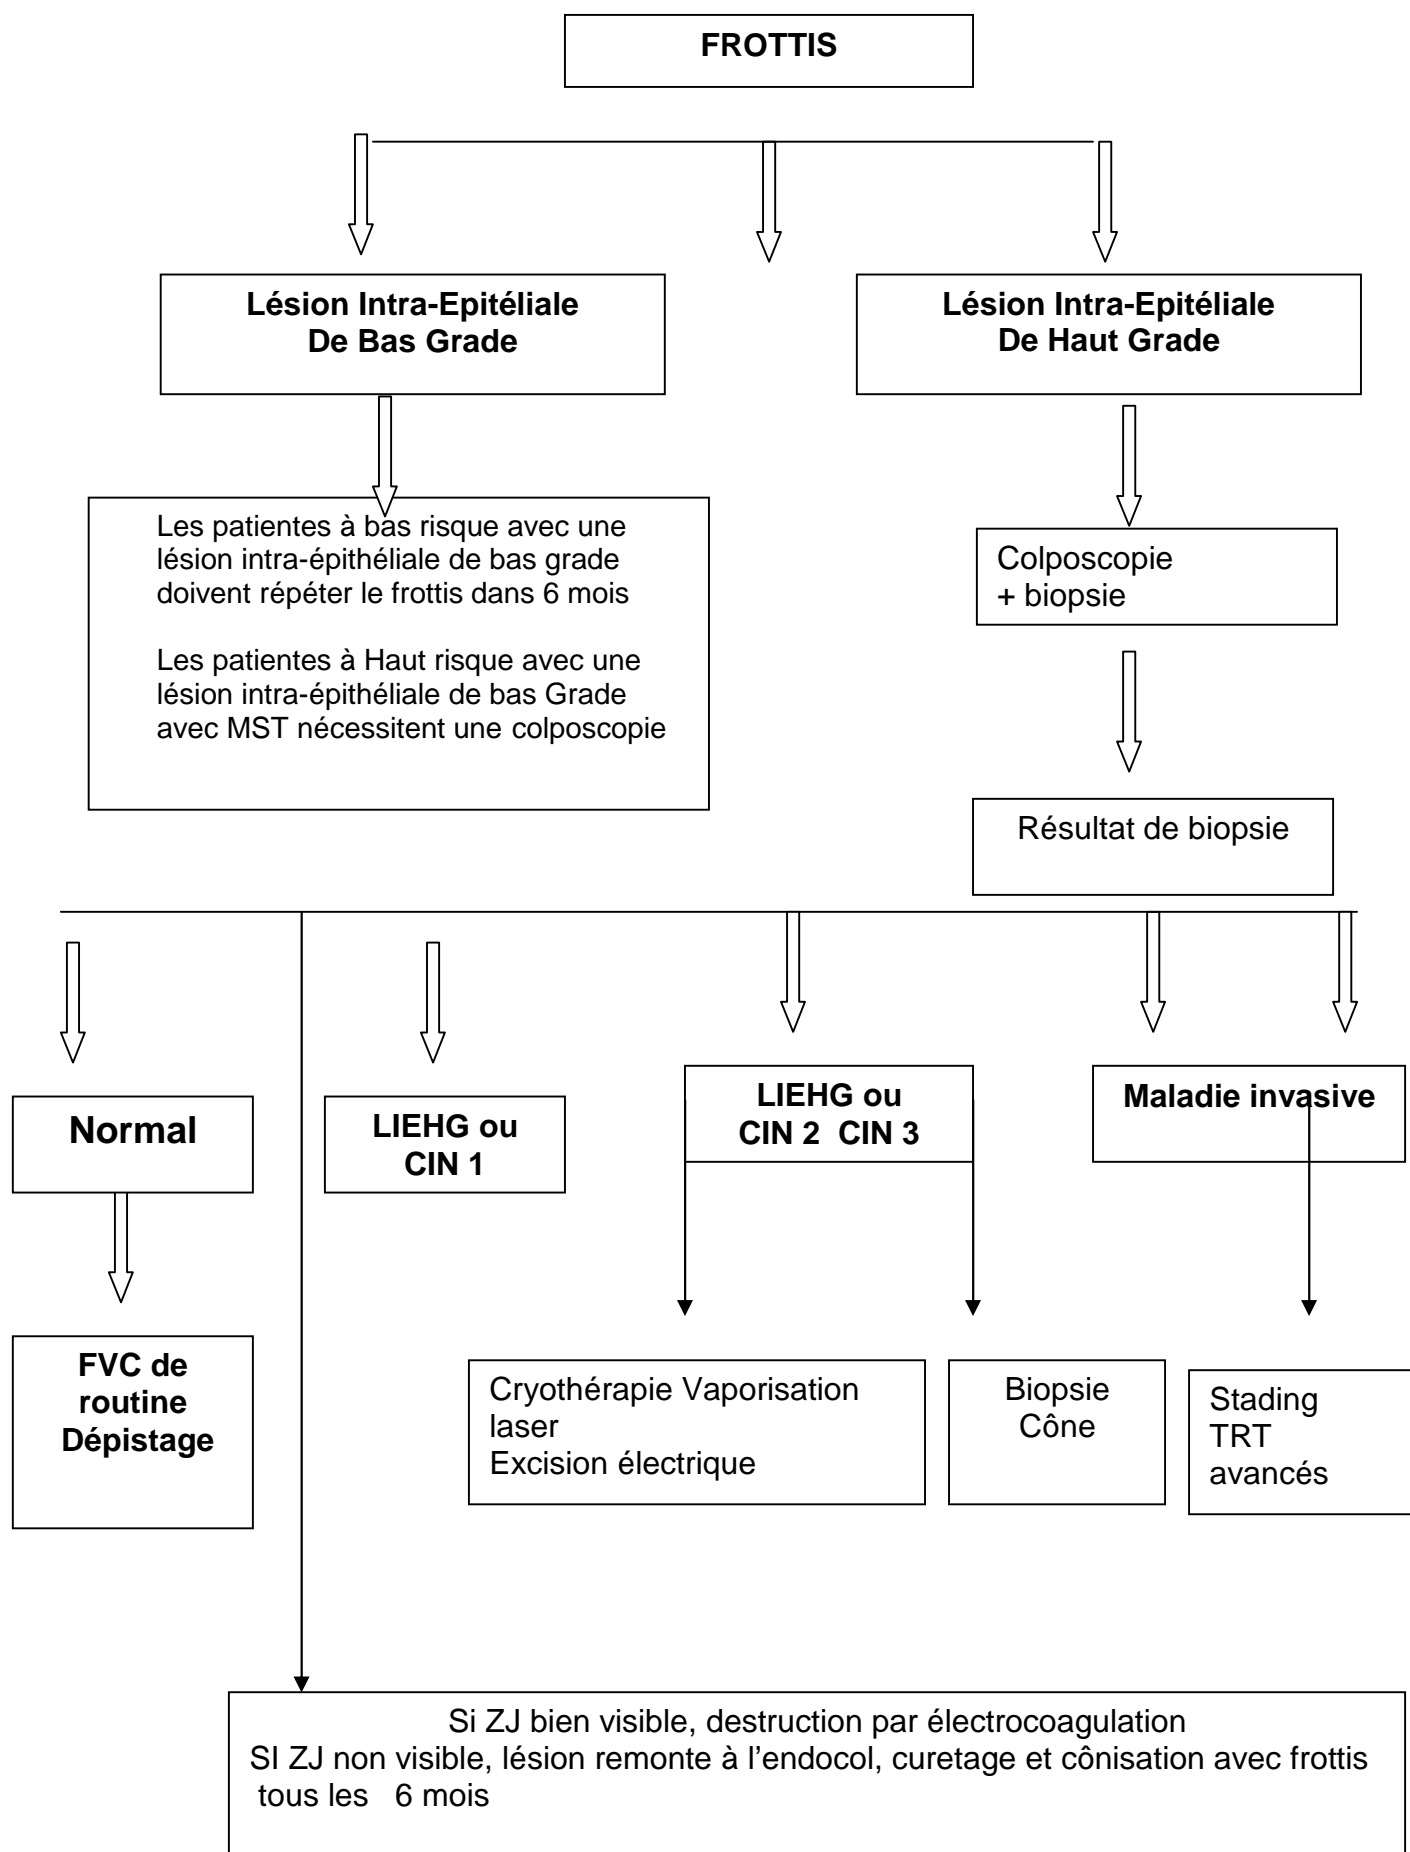 FROTTIS
Lésion Intra-Epitéliale
De Bas Grade
Lésion Intra-Epitéliale
De Haut Grade
Les patientes à bas risque avec une
lésion intra-épithéliale de bas grade
doivent répéter le frottis dans 6 mois
Les patientes à Haut risque avec une
lésion intra-épithéliale de bas Grade
avec MST nécessitent une colposcopie
Colposcopie
+ biopsie
Résultat de biopsie
Normal
LIEHG ou
CIN 1
LIEHG ou
CIN 2 CIN 3
Maladie invasive
FVC de
routine
Dépistage
Cryothérapie Vaporisation
laser
Excision électrique
Biopsie
Cône
Stading
TRT
avancés
Si ZJ bien visible, destruction par électrocoagulation
SI ZJ non visible, lésion remonte à l'endocol, curetage et cônisation avec frottis
tous les 6 mois